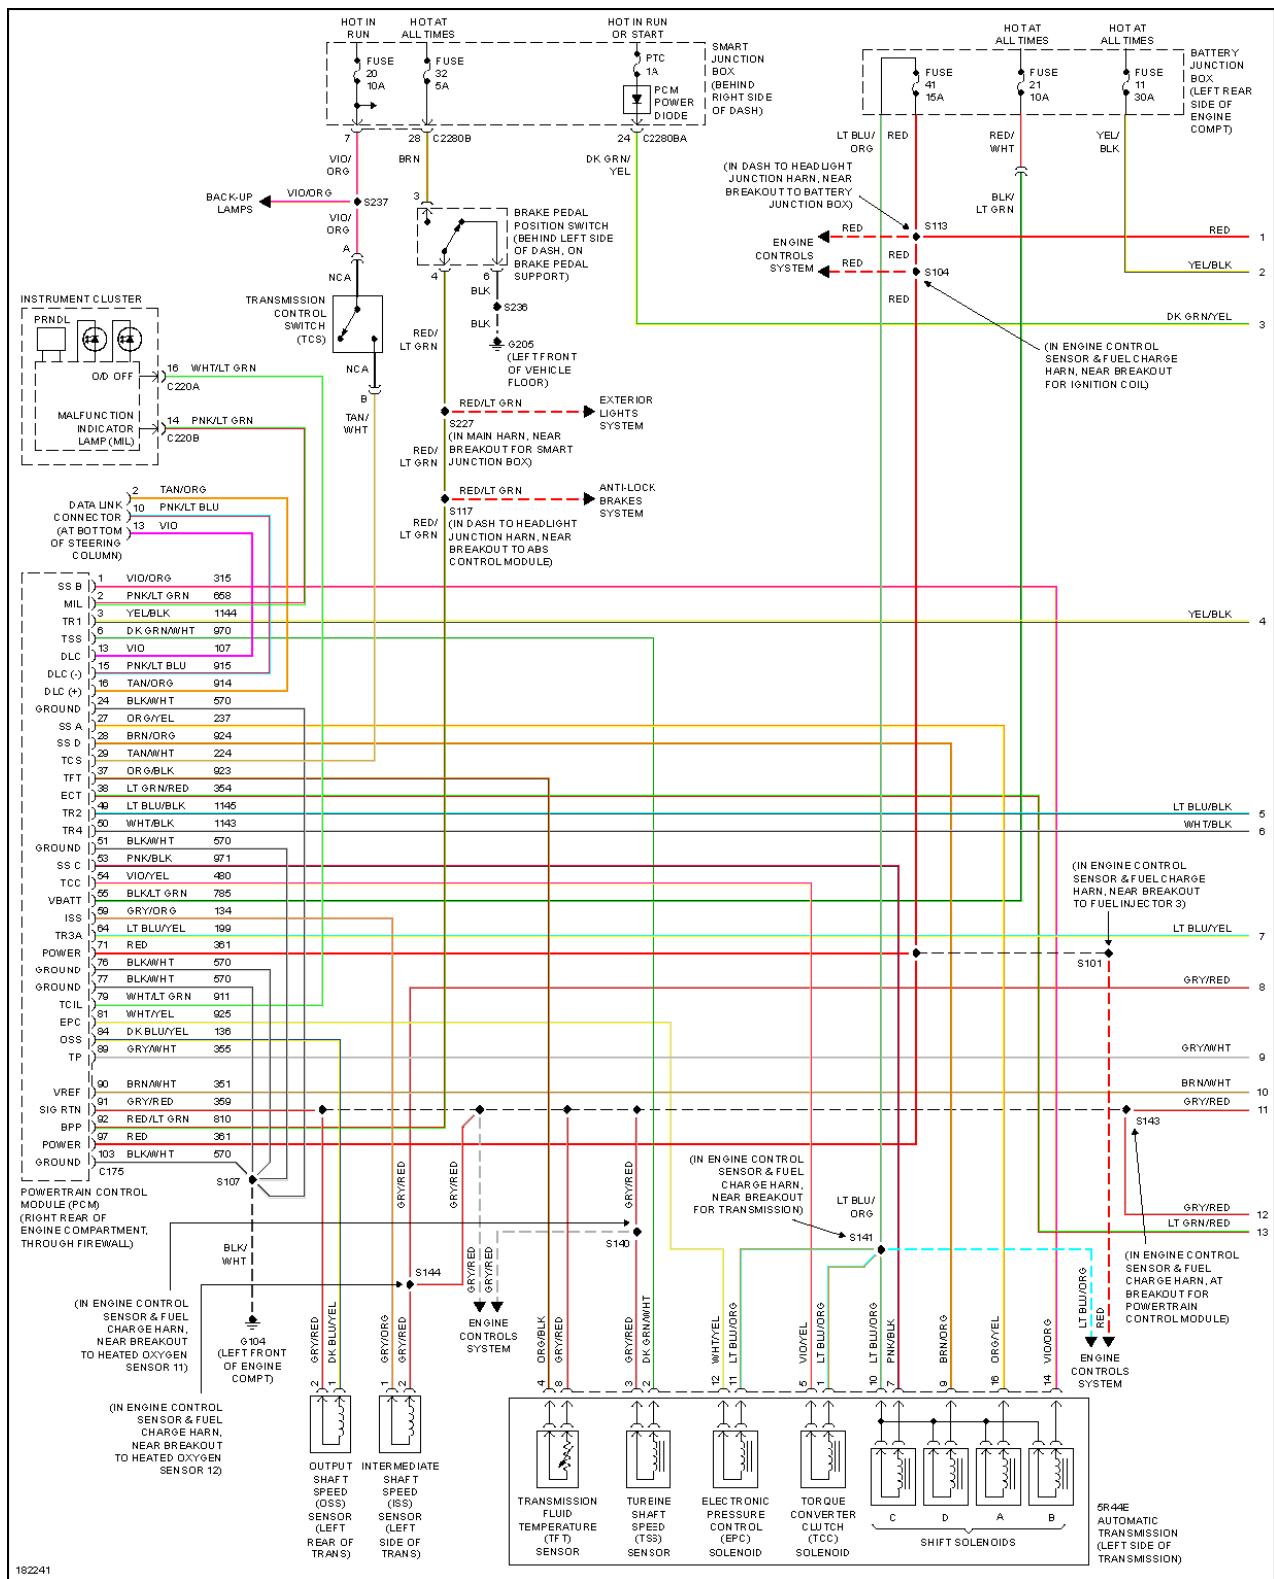 HOT IN
RUN
HOT AT
ALL TIMES
HOT IN RUN
OR START
HOT AT
ALL TIMES
HOT AT
ALL TIMES
FUSE
20
10A
FUSE
32
5A
PTC
1A
PCM
POWER
DIODE
SMART
JUNCTION
BOX
(BEHIND
RIGHT SIDE
OF DASH)
FUSE
41
15A
FUSE
21
10A
FUSE
11
30A
BATTERY
JUNCTION
BOX
(LEFT REAR
SIDE OF
ENGINE
COMPT)
7
28
C2280B
24
C2280BA
VIO/
ORG
BRN
DK GRN/
YEL
LT BLU/
ORG
RED
RED/
WHT
YEL/
BLK
BACK-UP
LAMPS
VIO/ORG
S237
VIO/
ORG
A
NCA
3
BRAKE PEDAL
POSITION SWITCH
(BEHIND LEFT SIDE
OF DASH, ON
BRAKE PEDAL
SUPPORT)
4
6
BLK
S236
BLK
G205
(LEFT FRONT
OF VEHICLE
FLOOR)
(IN DASH TO HEADLIGHT
JUNCTION HARN, NEAR
BREAKOUT TO BATTERY
JUNCTION BOX)
BLK/
LT GRN
S113
RED
RED
1
ENGINE
CONTROLS
SYSTEM
RED
RED
S104
YEL/BLK
2
RED
DK GRN/YEL
3
(IN ENGINE CONTROL
SENSOR & FUEL CHARGE
HARN, NEAR BREAKOUT
FOR IGNITION COIL)
INSTRUMENT CLUSTER
PRNDL
O/D OFF
16
WHT/LT GRN
C220A
MALFUNCTION
INDICATOR
LAMP (MIL)
14
PNK/LT GRN
C220B
TRANSMISSION
CONTROL
SWITCH
(TCS)
NCA
B
TAN/
WHT
RED/
LT GRN
RED/LT GRN
EXTERIOR
LIGHTS
SYSTEM
S227
(IN MAIN HARN, NEAR
BREAKOUT FOR SMART
JUNCTION BOX)
RED/
LT GRN
RED/LT GRN
ANTI-LOCK
BRAKES
SYSTEM
S117
(IN DASH TO HEADLIGHT
JUNCTION HARN, NEAR
BREAKOUT TO ABS
CONTROL MODULE)
RED/
LT GRN
DATA LINK
CONNECTOR
(AT BOTTOM
OF STEERING
COLUMN)
2 TAN/ORG
10 PNK/LT BLU
13 VIO
SS B 1 VIO/ORG 315
MIL 2 PNK/LT GRN 658
TR1 3 YEL/BLK 1144
YEL/BLK 4
TSS 6 DK GRN/WHT 970
DLC 13 VIO 107
DLC (-) 15 PNK/LT BLU 915
DLC (+) 16 TAN/ORG 914
GROUND 24 BLK/WHT 570
SS A 27 ORG/YEL 237
SS D 28 BRN/ORG 924
TCS 29 TAN/WHT 224
TFT 37 ORG/BLK 923
ECT 38 LT GRN/RED 354
TR2 49 LT BLU/BLK 1145
LT BLU/BLK 5
TR4 50 WHT/BLK 1143
WHT/BLK 6
GROUND 51 BLK/WHT 570
SS C 53 PNK/BLK 971
TCC 54 VIO/YEL 480
VBATT 55 BLK/LT GRN 785
ISS 59 GRY/ORG 134
TR3A 64 LT BLU/YEL 199
LT BLU/YEL 7
POWER 71 RED 361
GROUND 76 BLK/WHT 570
GROUND 77 BLK/WHT 570
TCIL 79 WHT/LT GRN 911
EPC 81 WHT/YEL 925
OSS 84 DK BLU/YEL 136
TP 89 GRY/WHT 355
VREF 90 BRN/WHT 351
SIG RTN 91 GRY/RED 359
BPP 92 RED/LT GRN 810
POWER 97 RED 361
GROUND 103 BLK/WHT 570
C175
(IN ENGINE CONTROL
SENSOR & FUEL CHARGE
HARN, NEAR BREAKOUT
TO FUEL INJECTOR 3)
S101
GRY/RED 8
GRY/WHT 9
BRN/WHT 10
GRY/RED 11
S143
GRY/RED 12
LT GRN/RED 13
POWERTRAIN CONTROL
MODULE (PCM)
(RIGHT REAR OF
ENGINE COMPARTMENT,
THROUGH FIREWALL)
S107
BLK/
WHT
G104
(LEFT FRONT
OF ENGINE
COMPT)
(IN ENGINE CONTROL
SENSOR & FUEL
CHARGE HARN,
NEAR BREAKOUT
TO HEATED OXYGEN
SENSOR 11)
(IN ENGINE CONTROL
SENSOR & FUEL
CHARGE HARN,
NEAR BREAKOUT
TO HEATED OXYGEN
SENSOR 12)
GRY/RED
GRY/RED
GRY/RED
S144
S140
GRY/RED
GRY/RED
ENGINE
CONTROLS
SYSTEM
(IN ENGINE CONTROL
SENSOR & FUEL
CHARGE HARN,
NEAR BREAKOUT
FOR TRANSMISSION)
LT BLU/
ORG
S141
LT BLU/ORG
RED
ENGINE
CONTROLS
SYSTEM
(IN ENGINE CONTROL
SENSOR & FUEL
CHARGE HARN, AT
BREAKOUT FOR
POWERTRAIN
CONTROL MODULE)
GRY/RED
DK BLU/YEL
GRY/ORG
GRY/RED
ORG/BLK
GRY/RED
GRY/RED
DK GRN/WHT
WHT/YEL
LT BLU/ORG
VIO/YEL
LT BLU/ORG
LT BLU/ORG
PNK/BLK
BRN/ORG
ORG/YEL
VIO/ORG
2 1 1 2 4 8 3 2 12 11 5 1 10 7 9 16 14
OUTPUT
SHAFT
SPEED
(OSS)
SENSOR
(LEFT
REAR OF
TRANS)
INTERMEDIATE
SHAFT
SPEED
(ISS)
SENSOR
(LEFT
SIDE OF
TRANS)
TRANSMISSION
FLUID
TEMPERATURE
(TFT)
SENSOR
TUREINE
SHAFT
SPEED
(TSS)
SENSOR
ELECTRONIC
PRESSURE
CONTROL
(EPC)
SOLENOID
TORQUE
CONVERTER
CLUTCH
(TCC)
SOLENOID
C D A B
SHIFT SOLENOIDS
5R44E
AUTOMATIC
TRANSMISSION
(LEFT SIDE OF
TRANSMISSION)
182241